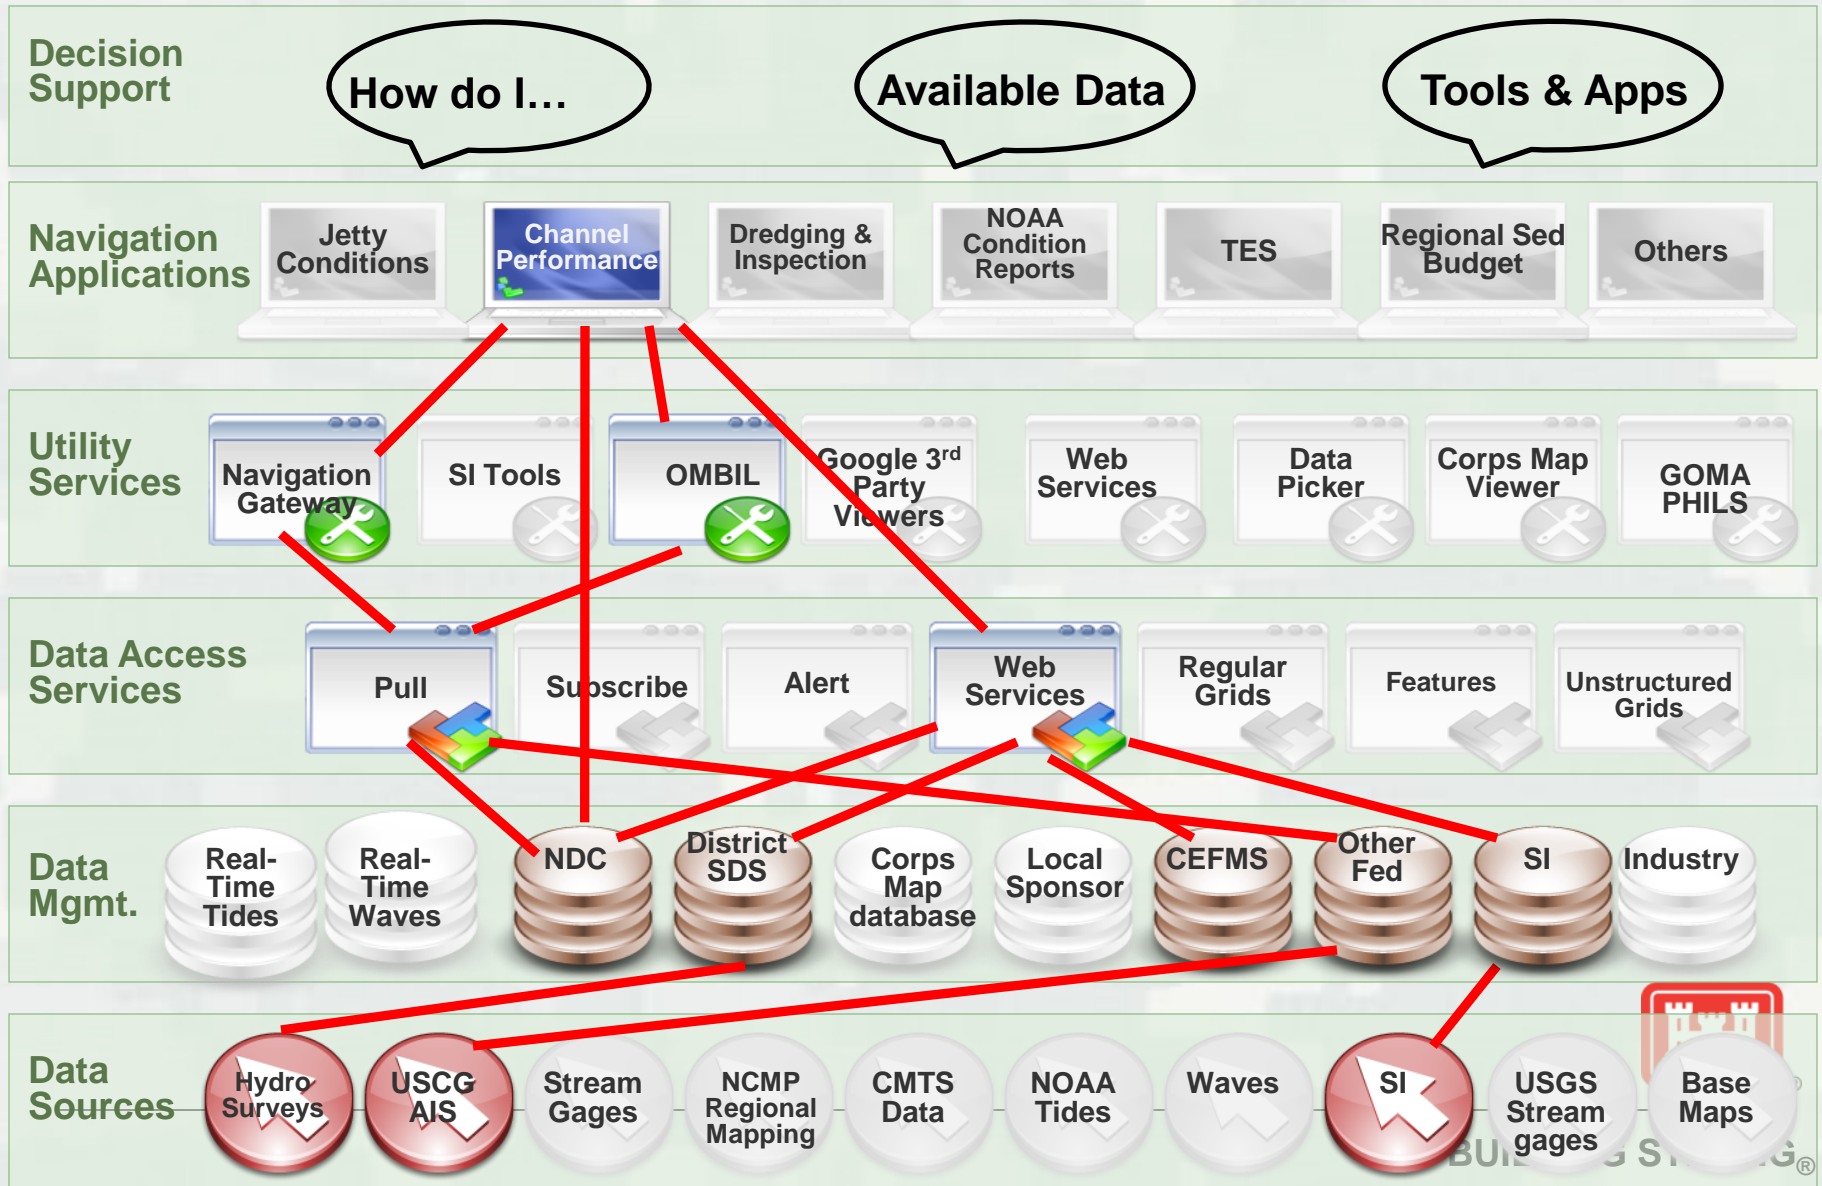 Decision
Support
How do I...
Available Data
Tools & Apps
Navigation
Applications
Jetty
Conditions
Channel
Performance
Dredging &
Inspection
NOAA
Condition
Reports
TES
Regional Sed
Budget
Others
Utility
Services
Navigation
Gateway
SI Tools
OMBIL
Google 3rd
Party
Viewers
Web
Services
Data
Picker
Corps Map
Viewer
GOMA
PHILS
Data Access
Services
Pull
Subscribe
Alert
Web
Services
Regular
Grids
Features
Unstructured
Grids
Data
Mgmt.
Real-
Time
Tides
Real-
Time
Waves
NDC
District
SDS
Corps
Map
database
Local
Sponsor
CEFMS
Other
Fed
SI
Industry
Data
Sources
Hydro
Surveys
USCG
AIS
Stream
Gages
NCMP
Regional
Mapping
CMTS
Data
NOAA
Tides
Waves
SI
USGS
Stream
gages
Base
Maps
®